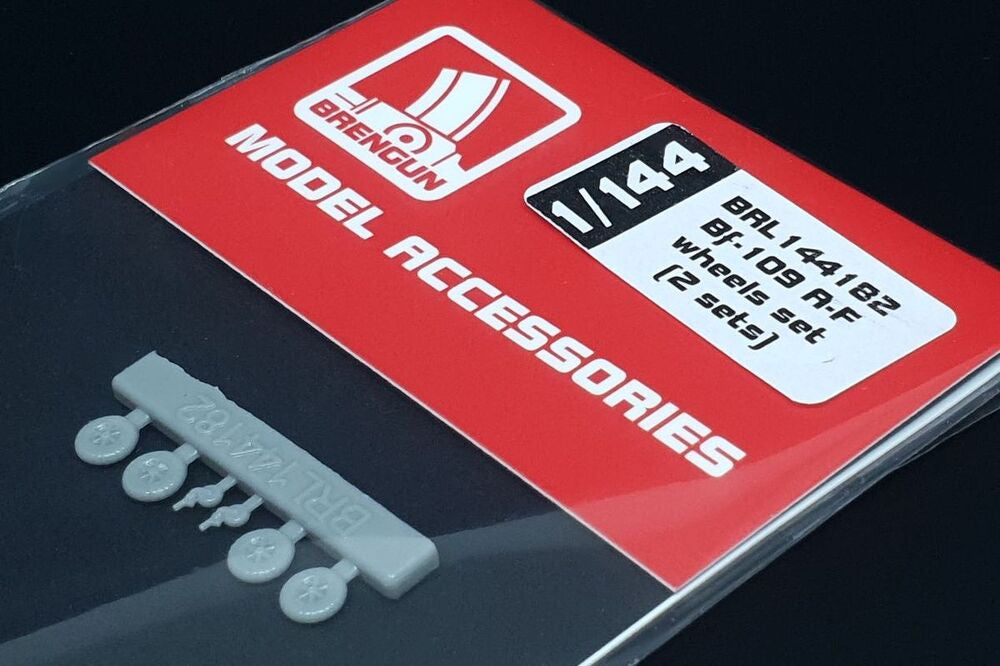 BRENGUN
MODEL ACCESSORIES
1/144
BRL144182
Bf-109 A-F
wheels set
(2 sets)
BRL144182